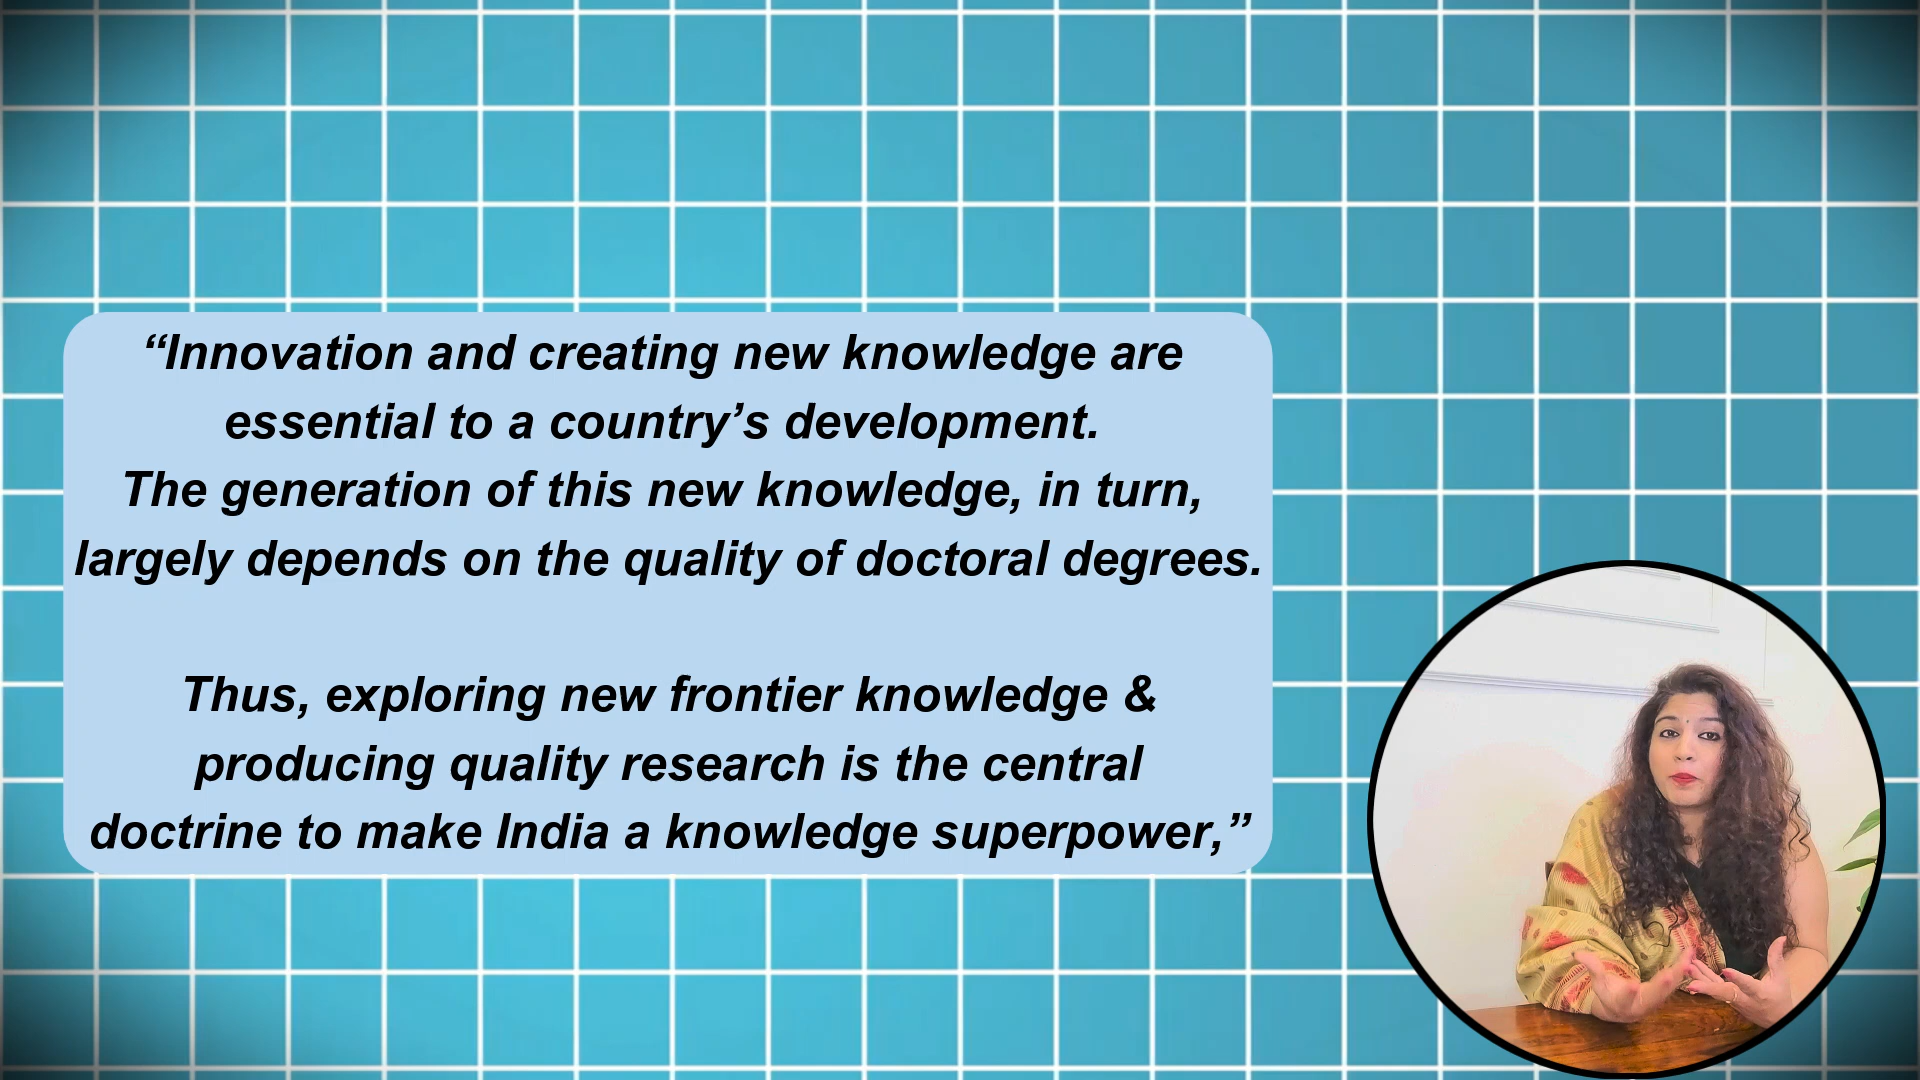 “Innovation and creating new knowledge are
essential to a country’s development.
The generation of this new knowledge, in turn,
largely depends on the quality of doctoral degrees.
Thus, exploring new frontier knowledge &
producing quality research is the central
doctrine to make India a knowledge superpower,”